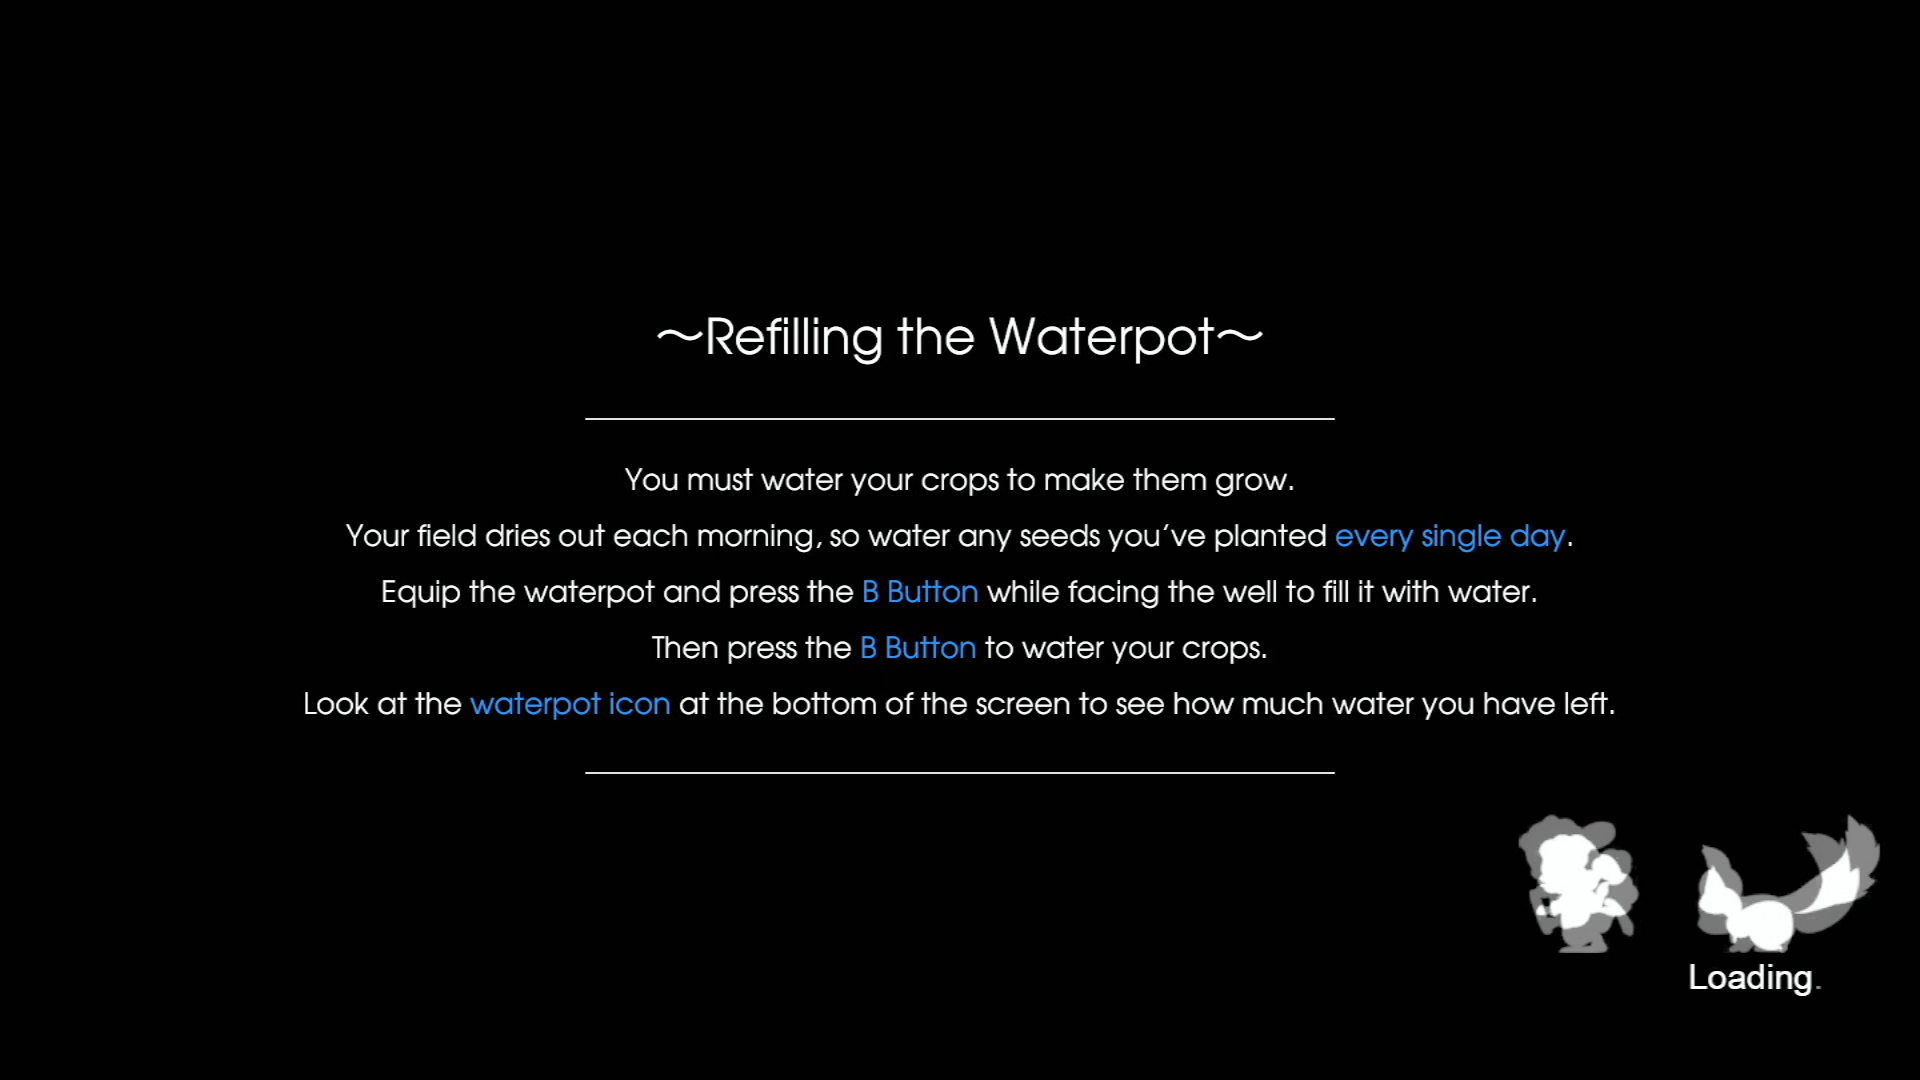 ～Refilling the Waterpot～
You must water your crops to make them grow.
Your field dries out each morning, so water any seeds you've planted every single day.
Equip the waterpot and press the B Button while facing the well to fill it with water.
Then press the B Button to water your crops.
Look at the waterpot icon at the bottom of the screen to see how much water you have left.
Loading.